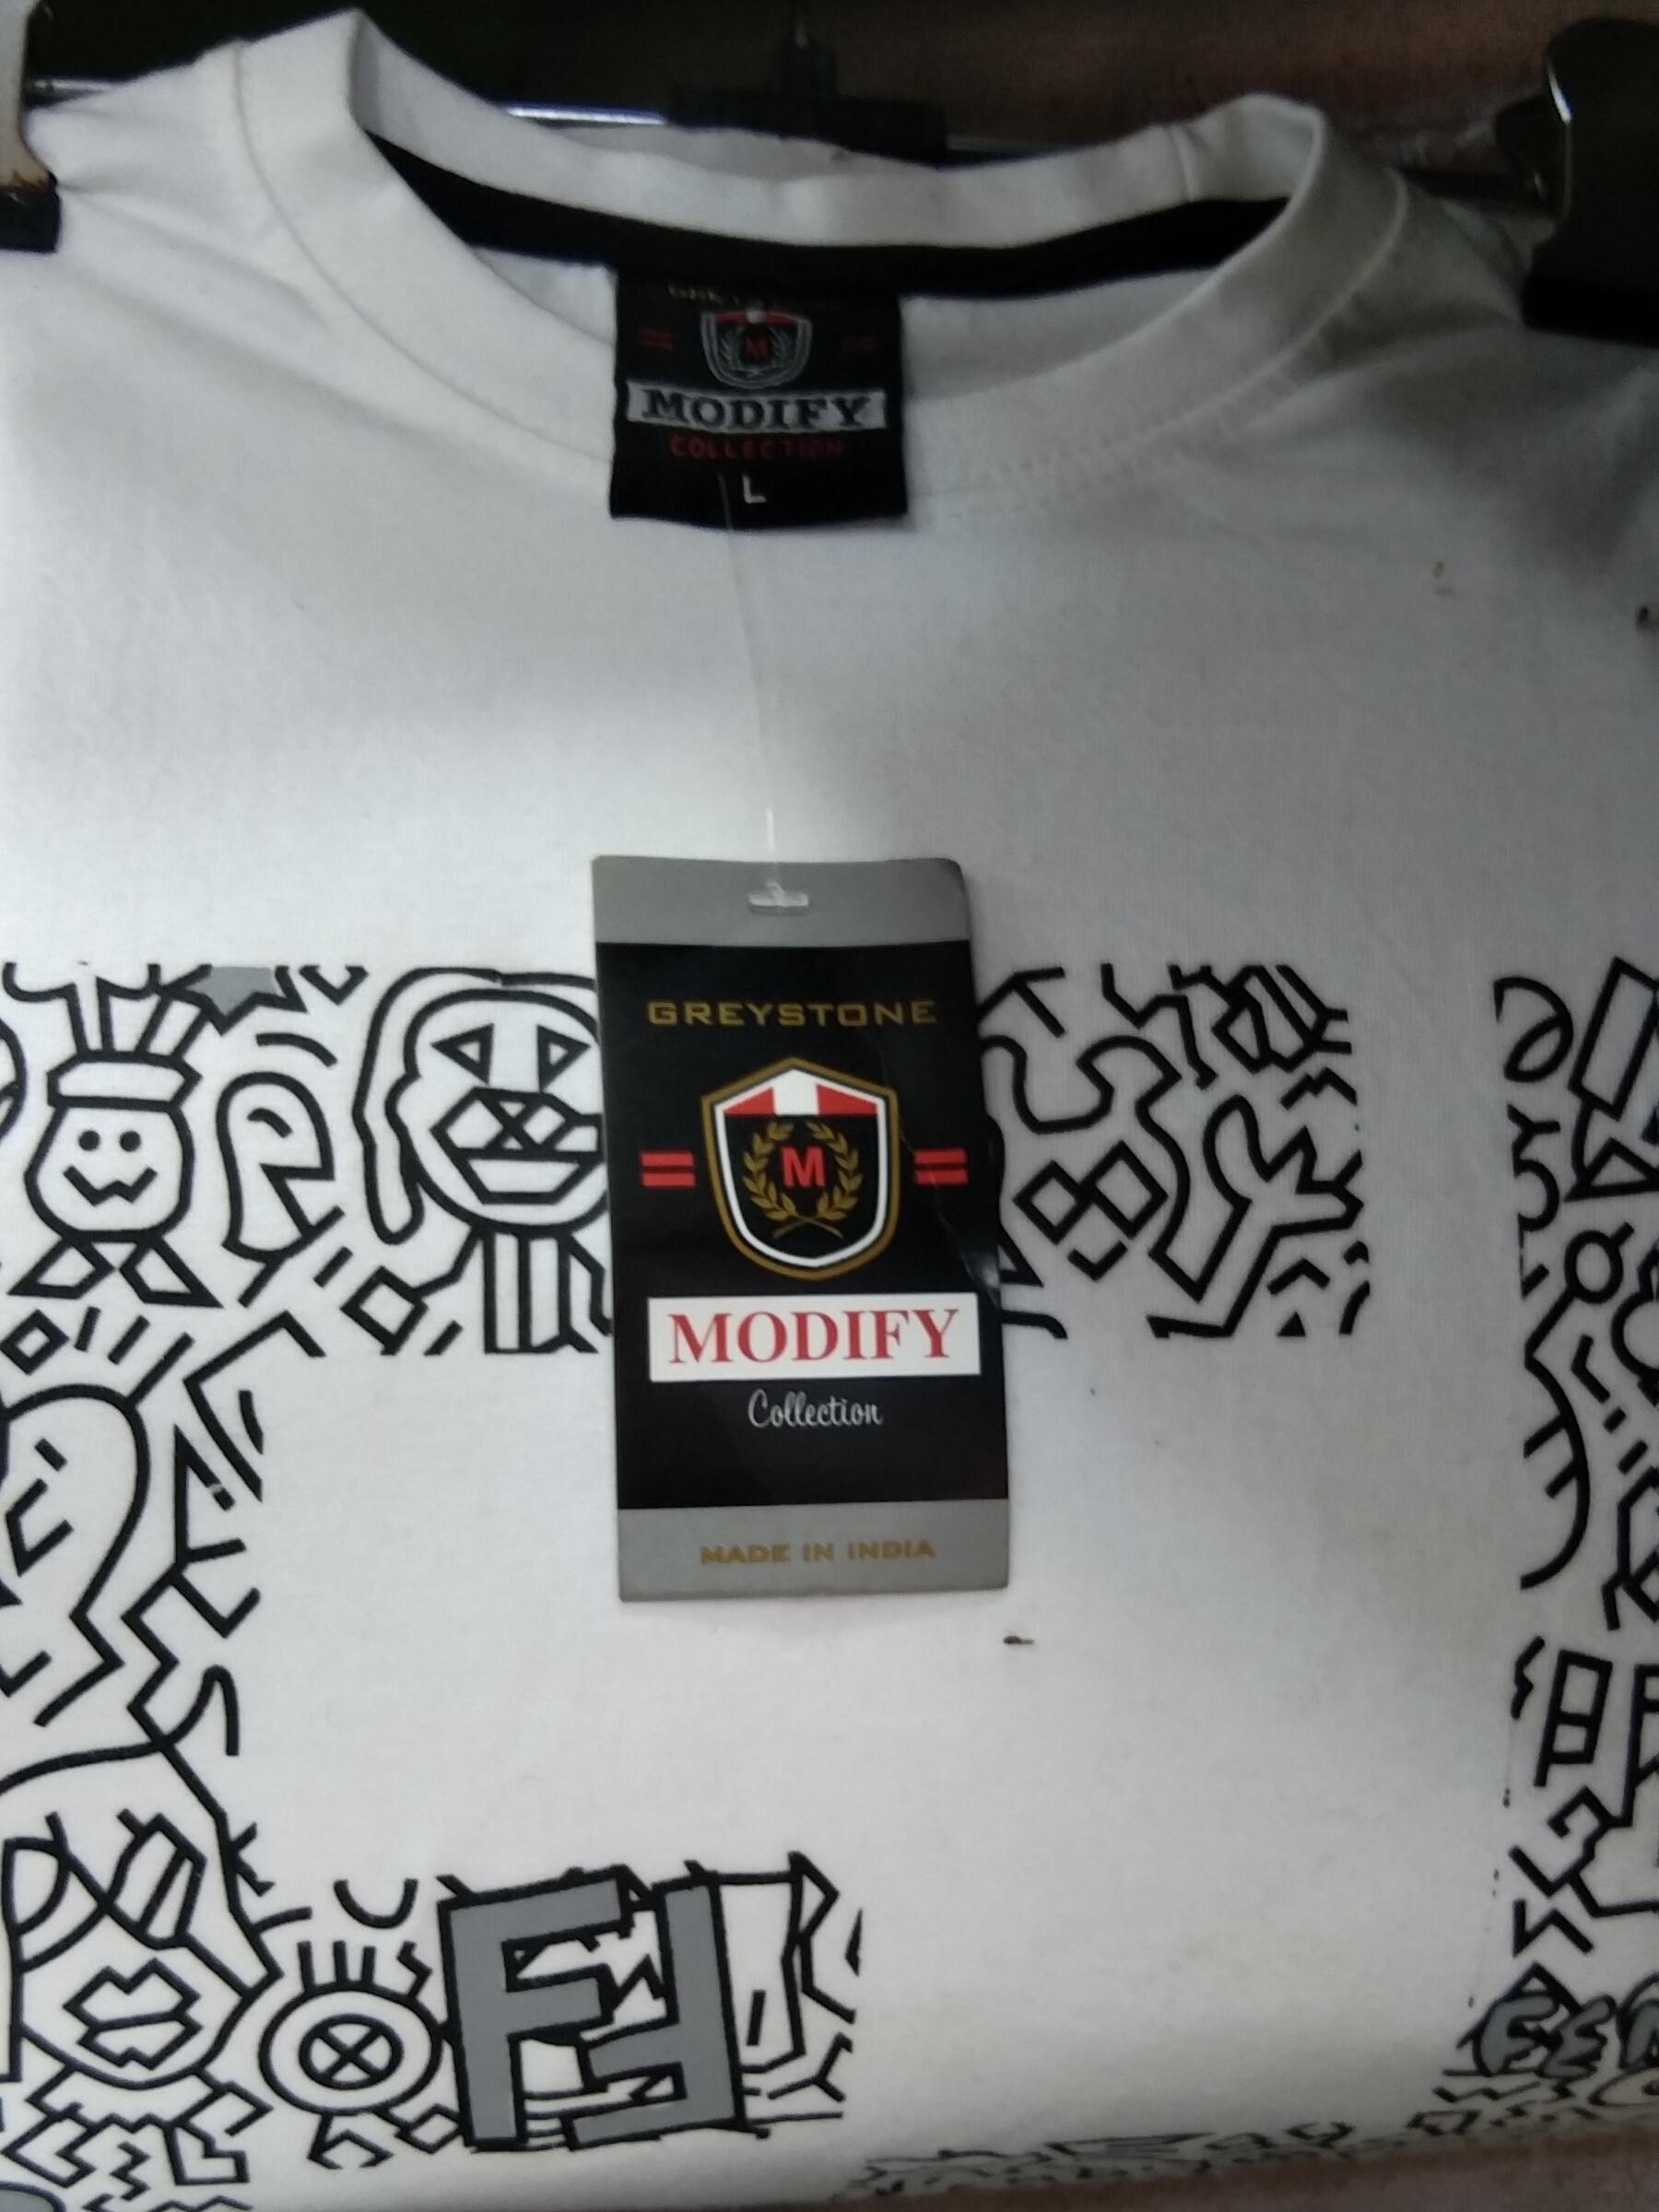 M
MODIFY
COLLECTION
L
GREYSTONE
M
MODIFY
Collection
MADE IN INDIA